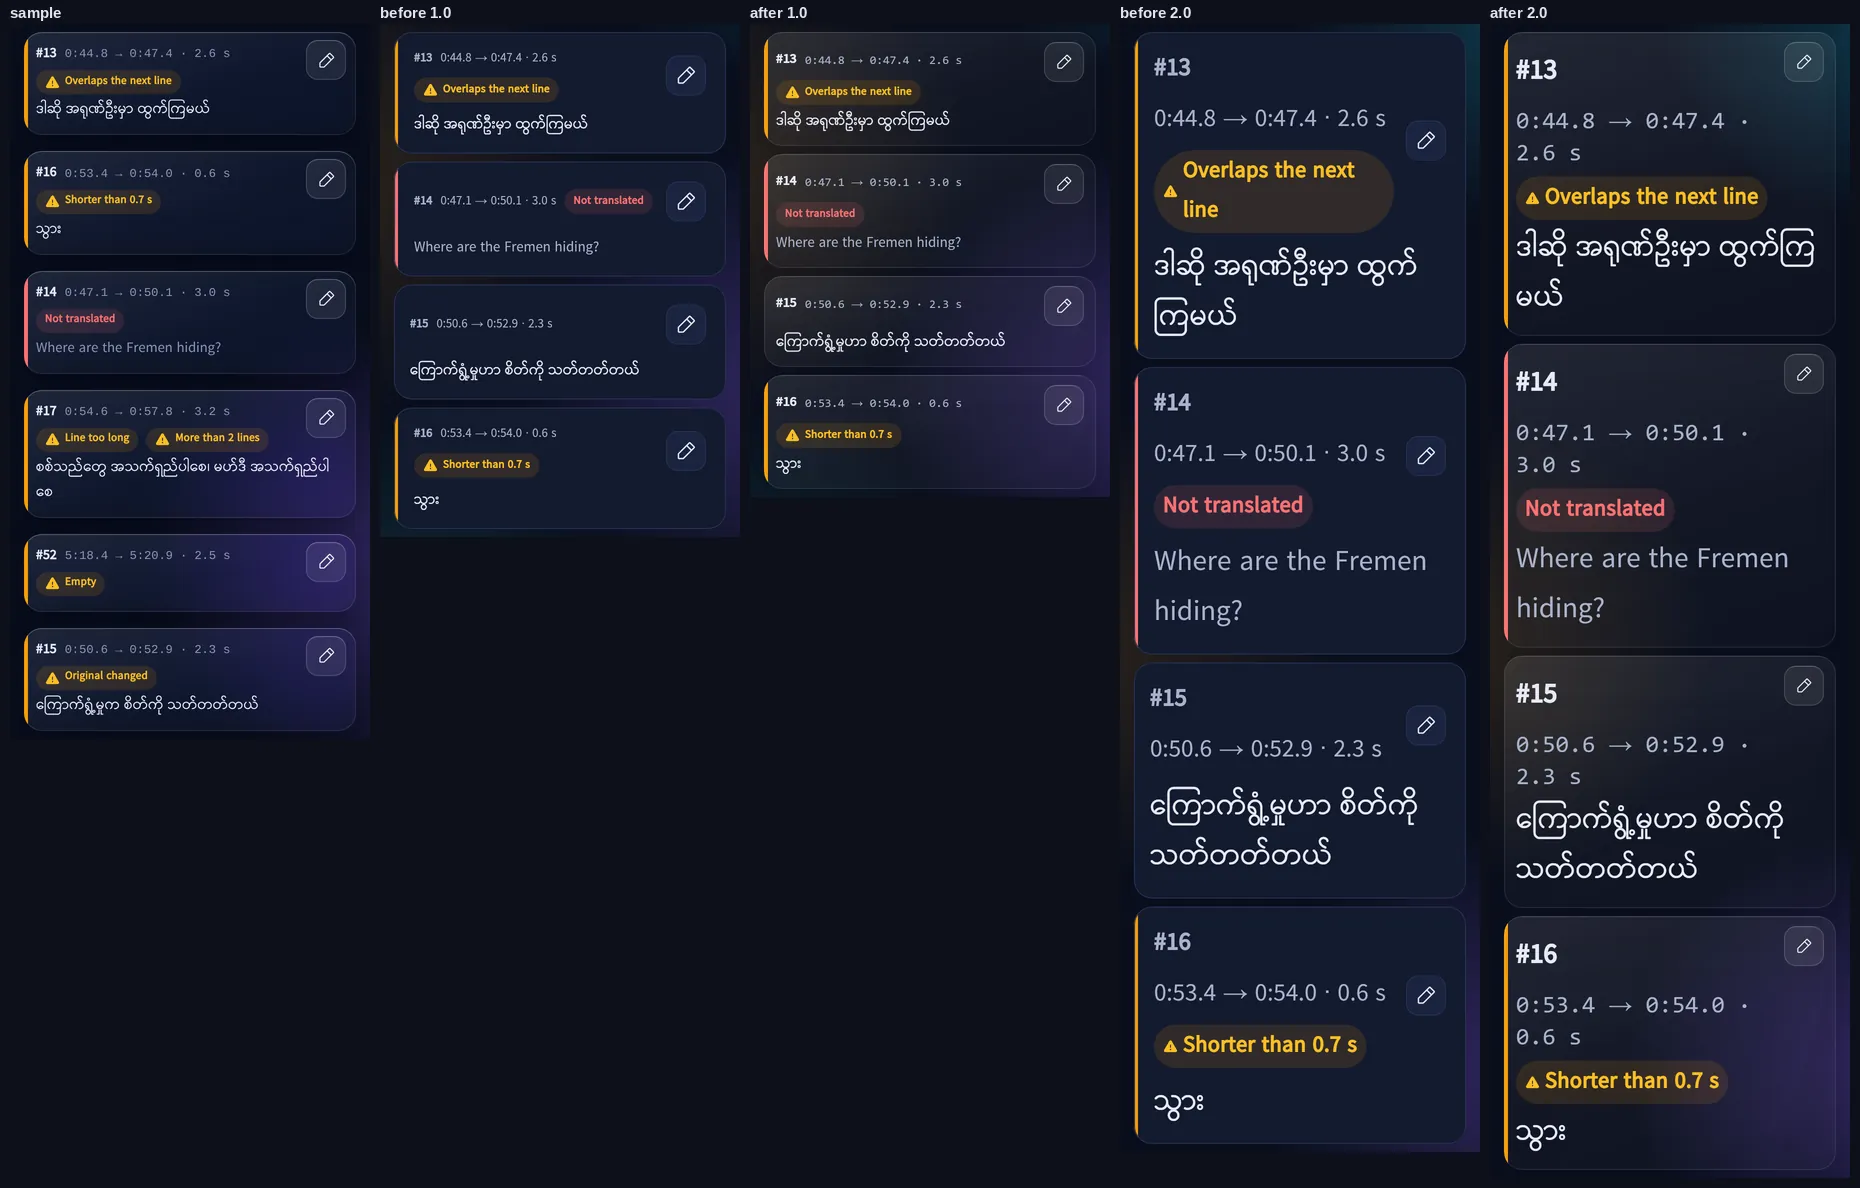 sample
#13 0:44.8 → 0:47.4 · 2.6 s
Overlaps the next line
ဒါဆို အရုဏ်ဦးမှာ ထွက်ကြမယ်
#16 0:53.4 → 0:54.0 · 0.6 s
Shorter than 0.7 s
သွား
#14 0:47.1 → 0:50.1 · 3.0 s
Not translated
Where are the Fremen hiding?
#17 0:54.6 → 0:57.8 · 3.2 s
Line too long
More than 2 lines
စစ်သည်တွေ အသက်ရှည်ပါစေ၊ မဟ်ဒီ အသက်ရှည်ပါ
စေ
#52 5:18.4 → 5:20.9 · 2.5 s
Empty
#15 0:50.6 → 0:52.9 · 2.3 s
Original changed
ကြောက်ရွံ့မှုက စိတ်ကို သတ်တတ်တယ်
before 1.0
#13 0:44.8 → 0:47.4 · 2.6 s
Overlaps the next line
ဒါဆို အရုဏ်ဦးမှာ ထွက်ကြမယ်
#14 0:47.1 → 0:50.1 · 3.0 s Not translated
Where are the Fremen hiding?
#15 0:50.6 → 0:52.9 · 2.3 s
ကြောက်ရွံ့မှုဟာ စိတ်ကို သတ်တတ်တယ်
#16 0:53.4 → 0:54.0 · 0.6 s
Shorter than 0.7 s
သွား
after 1.0
#13 0:44.8 → 0:47.4 · 2.6 s
Overlaps the next line
ဒါဆို အရုဏ်ဦးမှာ ထွက်ကြမယ်
#14 0:47.1 → 0:50.1 · 3.0 s
Not translated
Where are the Fremen hiding?
#15 0:50.6 → 0:52.9 · 2.3 s
ကြောက်ရွံ့မှုဟာ စိတ်ကို သတ်တတ်တယ်
#16 0:53.4 → 0:54.0 · 0.6 s
Shorter than 0.7 s
သွား
before 2.0
#13
0:44.8 → 0:47.4 · 2.6 s
Overlaps the next
line
ဒါဆို အရုဏ်ဦးမှာ ထွက်
ကြမယ်
#14
0:47.1 → 0:50.1 · 3.0 s
Not translated
Where are the Fremen
hiding?
#15
0:50.6 → 0:52.9 · 2.3 s
ကြောက်ရွံ့မှုဟာ စိတ်ကို
သတ်တတ်တယ်
#16
0:53.4 → 0:54.0 · 0.6 s
Shorter than 0.7 s
သွား
after 2.0
#13
0:44.8 → 0:47.4 ·
2.6 s
Overlaps the next line
ဒါဆို အရုဏ်ဦးမှာ ထွက်ကြ
မယ်
#14
0:47.1 → 0:50.1 ·
3.0 s
Not translated
Where are the Fremen
hiding?
#15
0:50.6 → 0:52.9 ·
2.3 s
ကြောက်ရွံ့မှုဟာ စိတ်ကို
သတ်တတ်တယ်
#16
0:53.4 → 0:54.0 ·
0.6 s
Shorter than 0.7 s
သွား